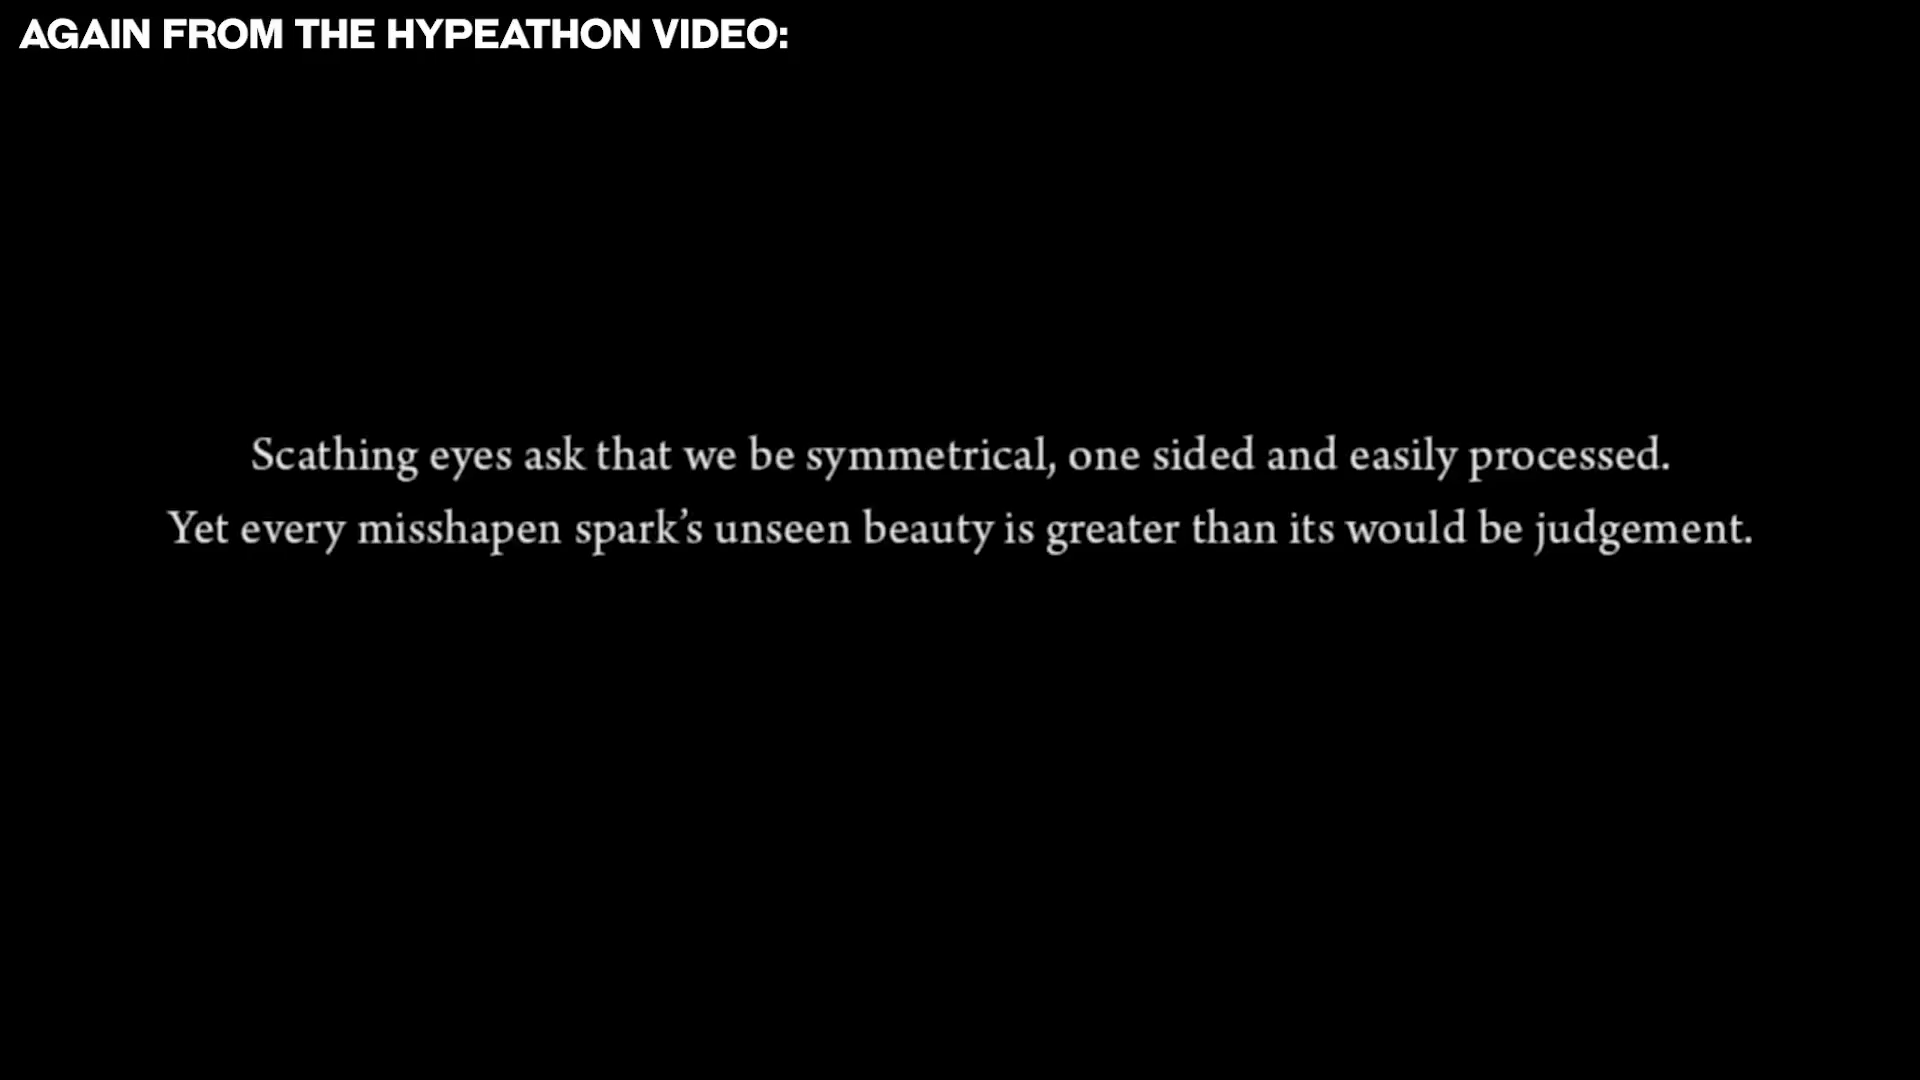 AGAIN FROM THE HYPEATHON VIDEO:
Scathing eyes ask that we be symmetrical, one sided and easily processed.
Yet every misshapen spark’s unseen beauty is greater than its would be judgement.